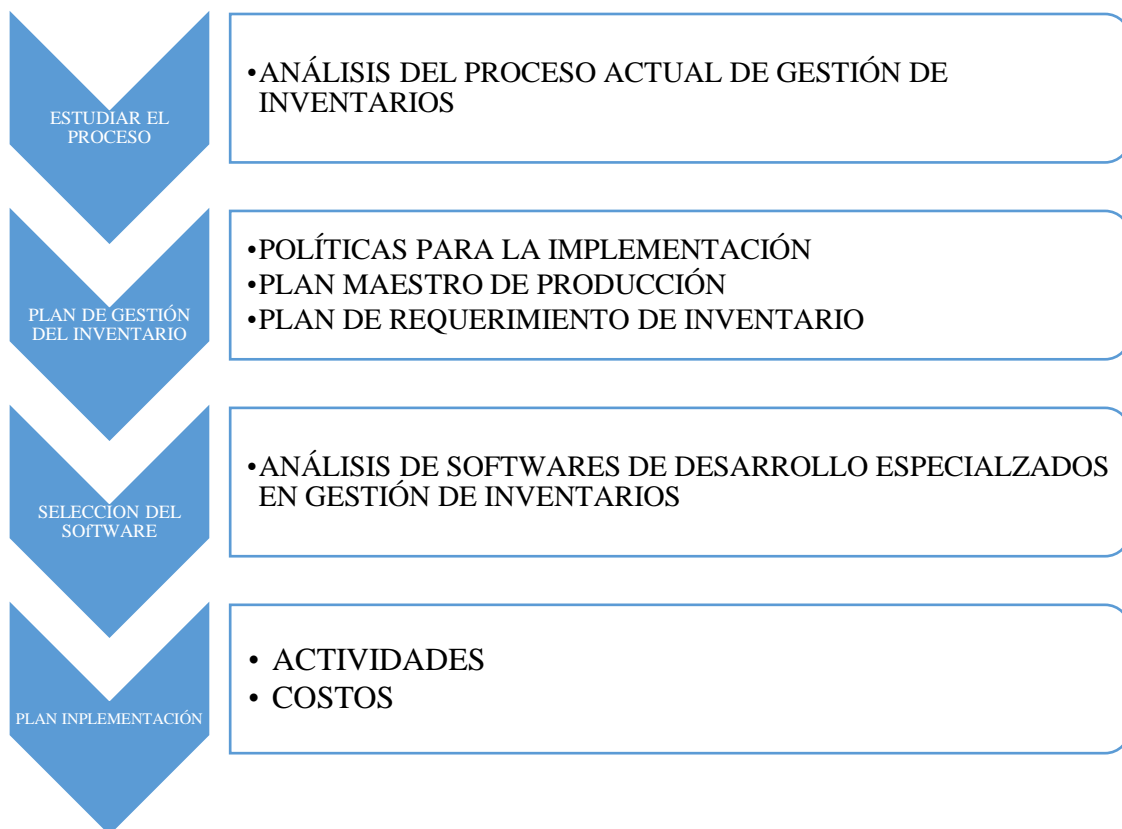 ESTUDIAR EL
PROCESO
•ANÁLISIS DEL PROCESO ACTUAL DE GESTIÓN DE
INVENTARIOS
PLAN DE GESTIÓN
DEL INVENTARIO
•POLÍTICAS PARA LA IMPLEMENTACIÓN
•PLAN MAESTRO DE PRODUCCIÓN
•PLAN DE REQUERIMIENTO DE INVENTARIO
SELECCION DEL
SOfTWARE
•ANÁLISIS DE SOFTWARES DE DESARROLLO ESPECIALZADOS
EN GESTIÓN DE INVENTARIOS
PLAN INPLEMENTACIÓN
• ACTIVIDADES
• COSTOS